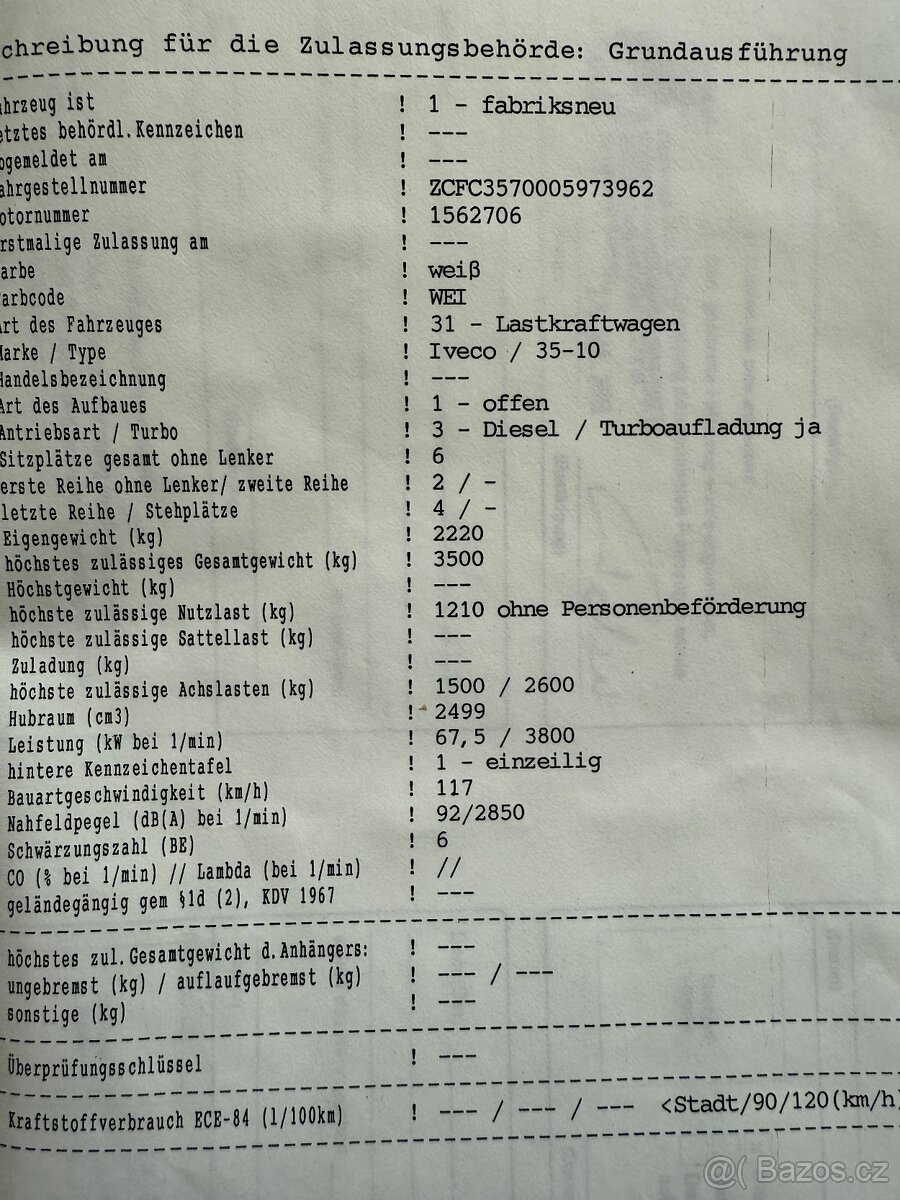 chreibung für die Zulassungsbehörde: Grundausführung
ahrzeug ist ! 1 - fabriksneu
etztes behördl.Kennzeichen ! ---
bgemeldet am ! ---
ahrgestellnummer ! ZCFC3570005973962
otornummer ! 1562706
rstmalige Zulassung am ! ---
arbe ! weiß
arbcode ! WEI
Art des Fahrzeuges ! 31 - Lastkraftwagen
Marke / Type ! Iveco / 35-10
Handelsbezeichnung ! ---
Art des Aufbaues ! 1 - offen
Antriebsart / Turbo ! 3 - Diesel / Turboaufladung ja
Sitzplätze gesamt ohne Lenker ! 6
erste Reihe ohne Lenker/ zweite Reihe ! 2 / -
letzte Reihe / Stehplätze ! 4 / -
Eigengewicht (kg) ! 2220
höchstes zulässiges Gesamtgewicht (kg) ! 3500
Höchstgewicht (kg) ! ---
höchste zulässige Nutzlast (kg) ! 1210 ohne Personenbeförderung
höchste zulässige Sattellast (kg) ! ---
Zuladung (kg) ! ---
höchste zulässige Achslasten (kg) ! 1500 / 2600
Hubraum (cm3) ! 2499
Leistung (kW bei 1/min) ! 67,5 / 3800
hintere Kennzeichentafel ! 1 - einzeilig
Bauartgeschwindigkeit (km/h) ! 117
Nahfeldpegel (dB(A) bei 1/min) ! 92/2850
Schwärzungszahl (BE) ! 6
CO (% bei 1/min) // Lambda (bei 1/min) ! //
geländegängig gem §1d (2), KDV 1967 ! ---
höchstes zul.Gesamtgewicht d.Anhängers: ! ---
ungebremst (kg) / auflaufgebremst (kg) ! --- / ---
sonstige (kg) ! ---
Überprüfungsschlüssel ! ---
Kraftstoffverbrauch ECE-84 (l/100km) ! --- / --- / --- <Stadt/90/120(km/h)
@( Bazos.cz